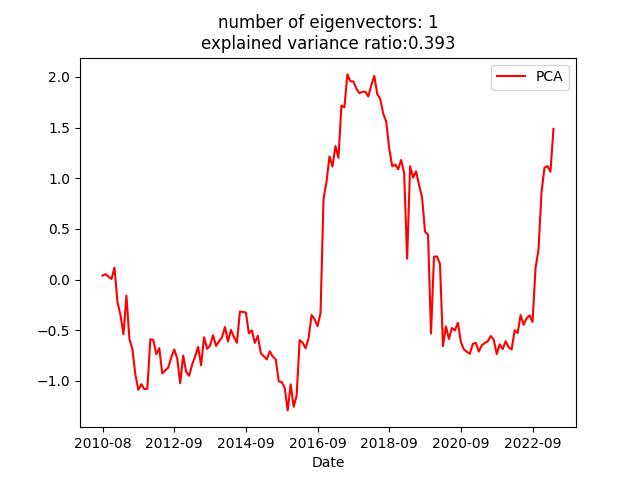 number of eigenvectors: 1
explained variance ratio:0.393
PCA
2.0
1.5
1.0
0.5
0.0
−0.5
−1.0
2010-08 2012-09 2014-09 2016-09 2018-09 2020-09 2022-09
Date